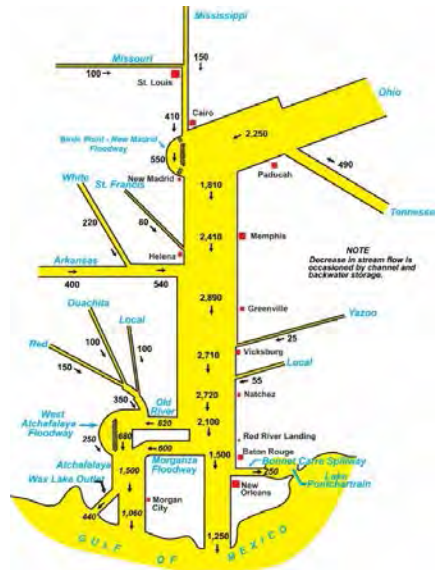 Mississippi
Missouri
150
100
St. Louis
Ohio
410
Cairo
2,250
Birds Point - New Madrid
Floodway
550
490
White
St. Francis
New Madrid
Paducah
1,810
Tennesse
220
80
2,410
Memphis
NOTE
Decrease in stream flow is
occasioned by channel and
backwater storage.
Helena
Arkansas
400
540
2,890
Ouachita
Local
Greenville
Yazoo
Red
100
100
25
2,710
Vicksburg
150
Local
55
350
Old
River
2,720
Natchez
West
Atchafalaya
Floodway
620
2,100
250
680
Red River Landing
600
1,500
Baton Rouge
Atchafalaya
Morganza
Floodway
Bonnet Carre Spillway
250
Lake
Pontchartrain
Wax Lake Outlet
1,500
New
Orleans
Morgan
City
440
1,060
1,250
GULF OF MEXICO